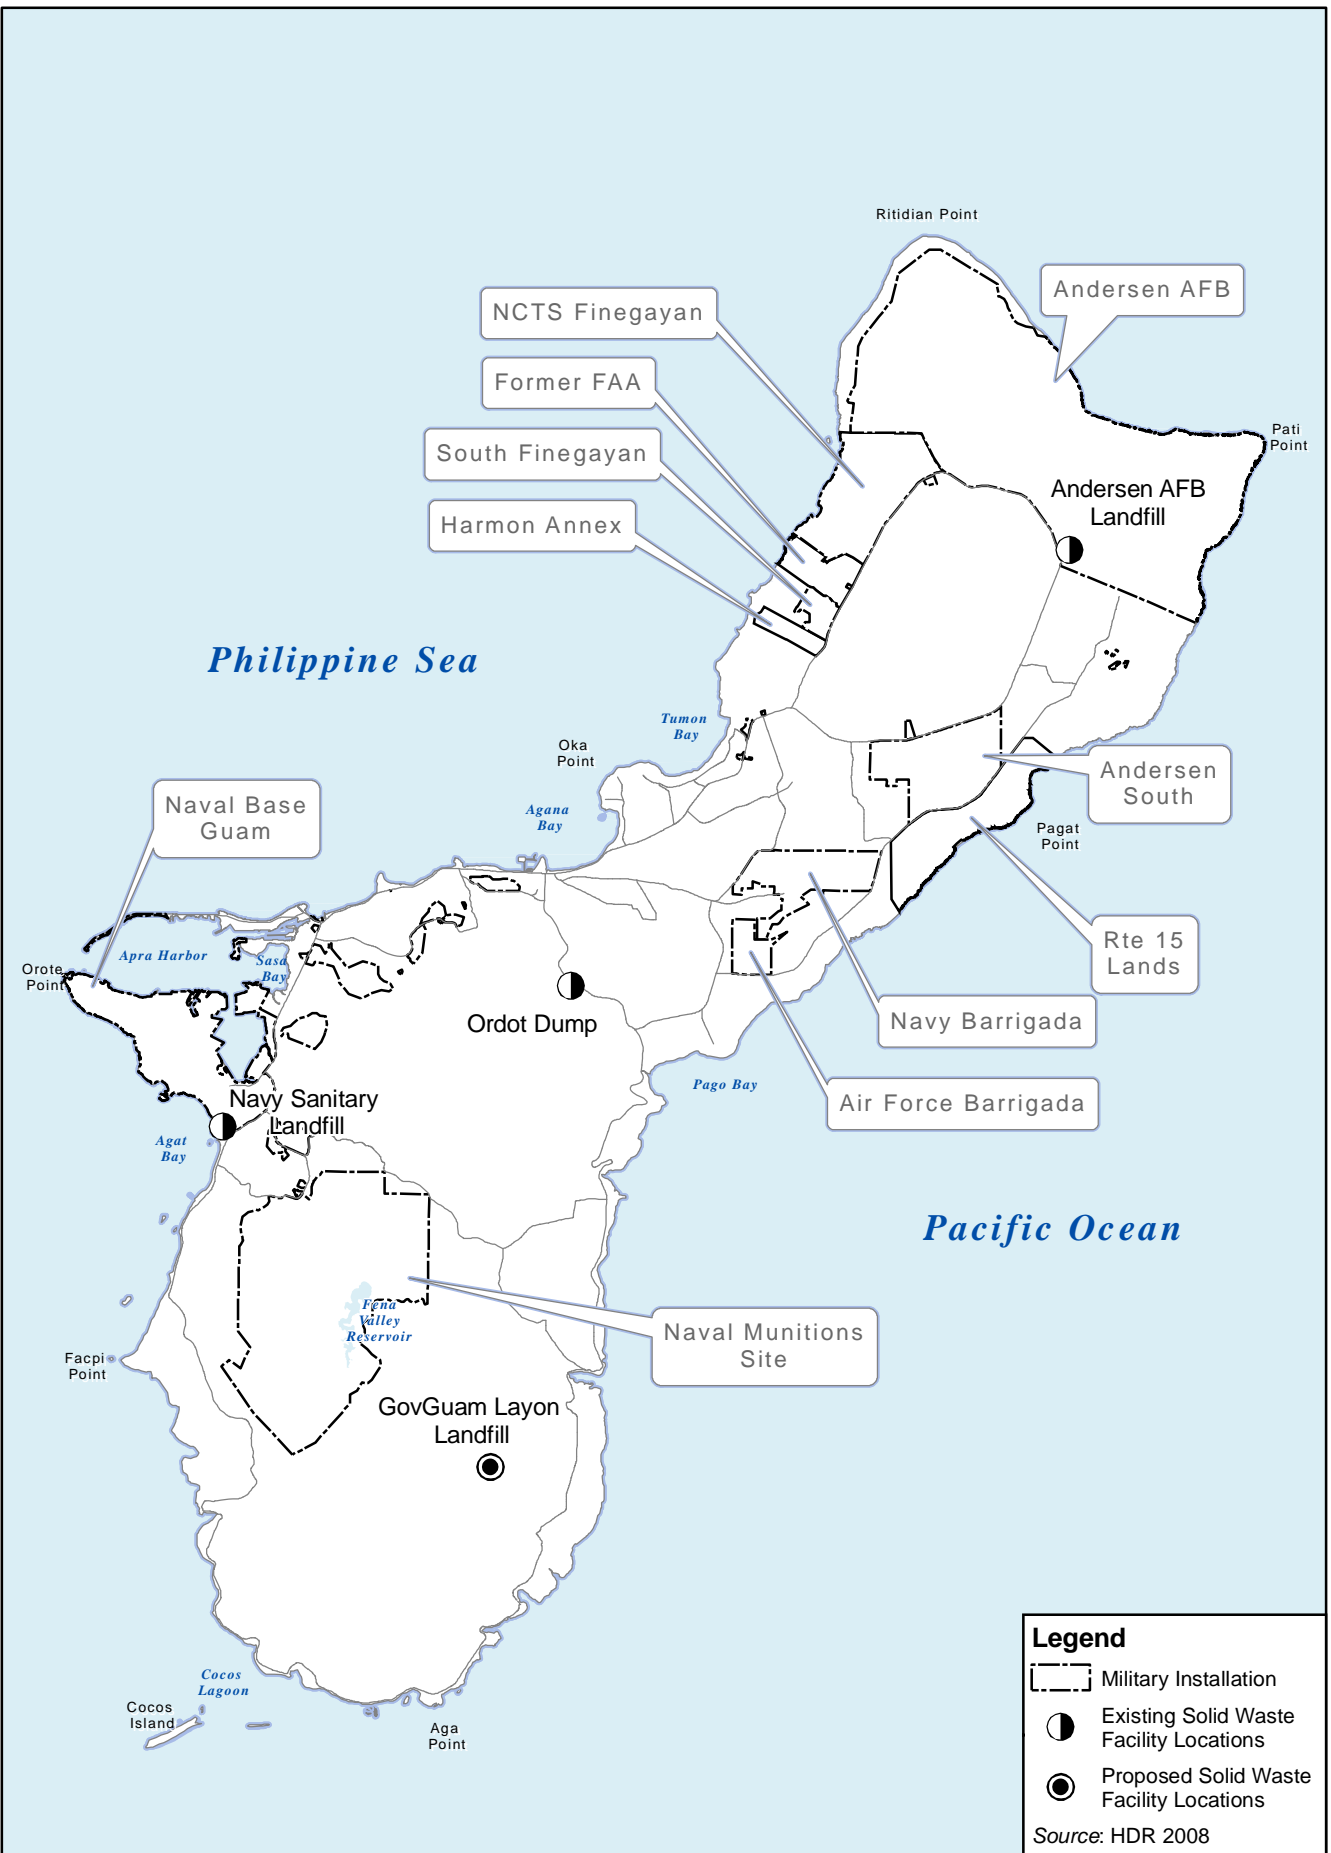 Ritidian Point
Andersen AFB
NCTS Finegayan
Former FAA
South Finegayan
Harmon Annex
Pati
Point
Andersen AFB
Landfill
Philippine Sea
Tumon
Bay
Oka
Point
Andersen
South
Naval Base
Guam
Agana
Bay
Pagat
Point
Rte 15
Lands
Apra Harbor
Sasa
Bay
Orote
Point
Ordot Dump
Navy Barrigada
Pago Bay
Air Force Barrigada
Navy Sanitary
Landfill
Agat
Bay
Pacific Ocean
Fena
Valley
Reservoir
Naval Munitions
Site
Facpi
Point
GovGuam Layon
Landfill
Cocos
Lagoon
Cocos
Island
Aga
Point
Legend
Military Installation
Existing Solid Waste
Facility Locations
Proposed Solid Waste
Facility Locations
Source: HDR 2008